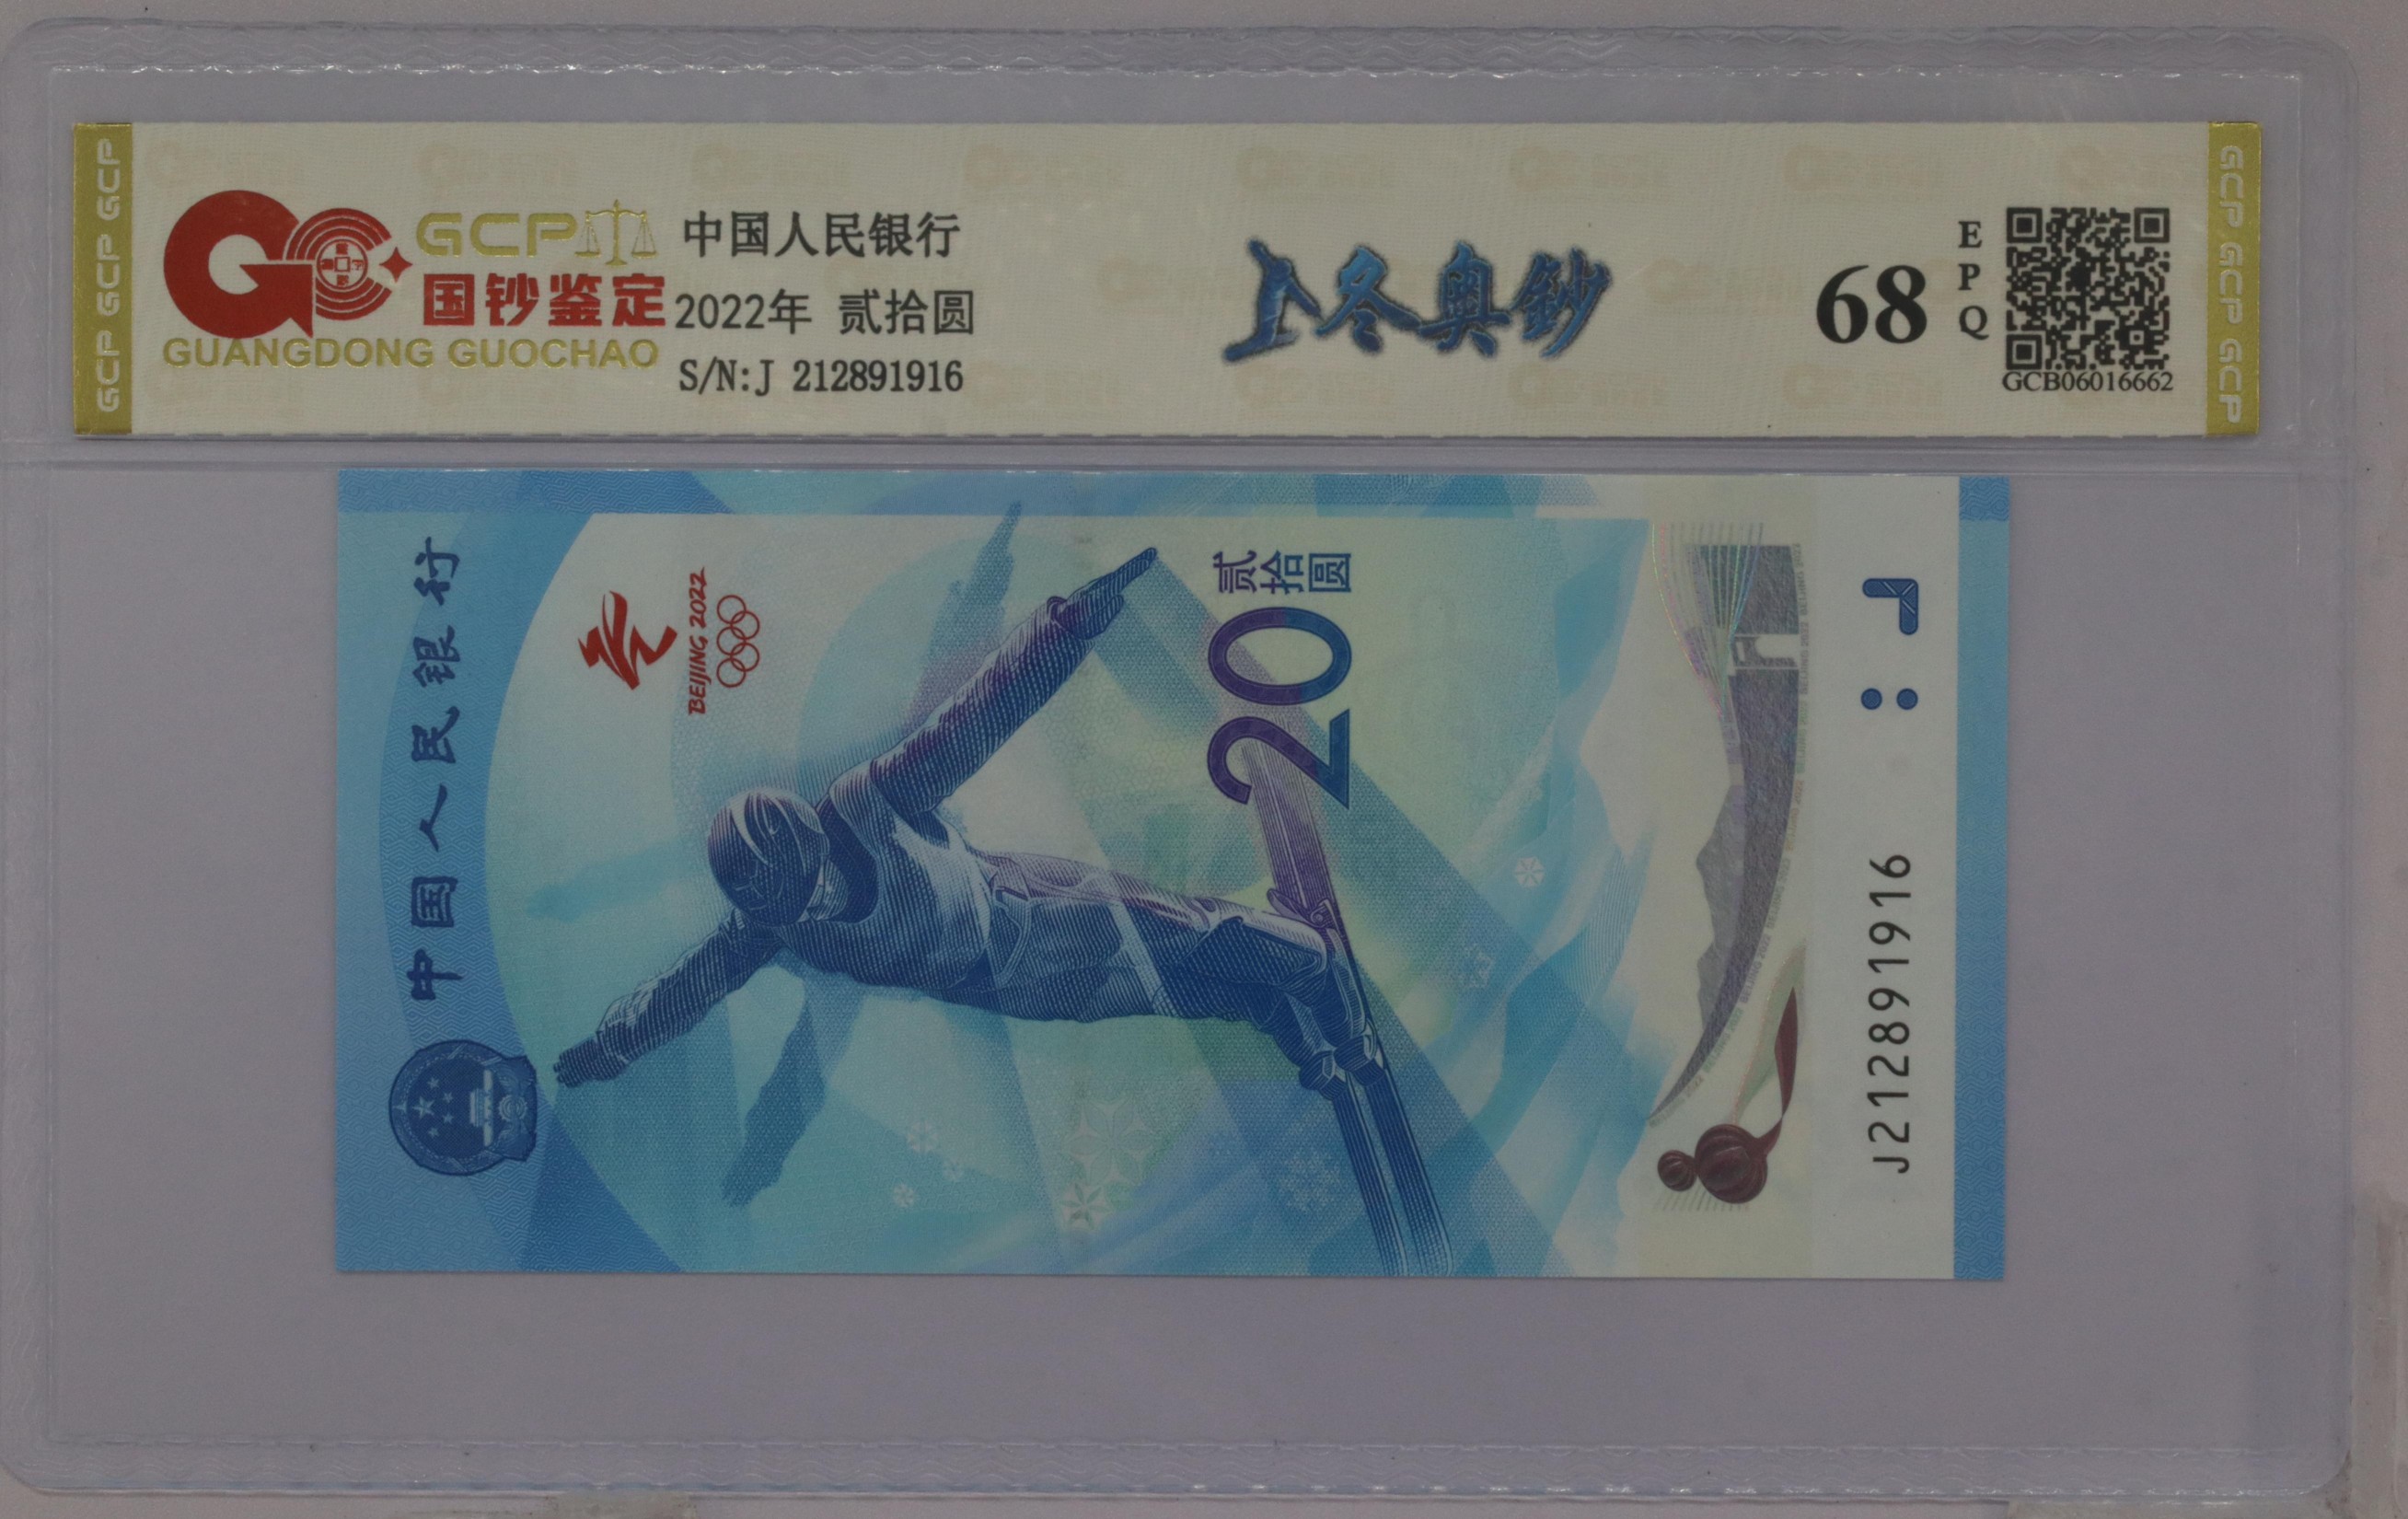 GCP GCP GCP
GCP
国钞鉴定
GUANGDONG GUOCHAO
中国人民银行
2022年 贰拾圆
S/N:J 212891916
冬奥鈔
68
EPQ
GCB06016662
GCP GCP GCP
中国人民银行
BEIJING 2022
贰拾圆
20
J212891916